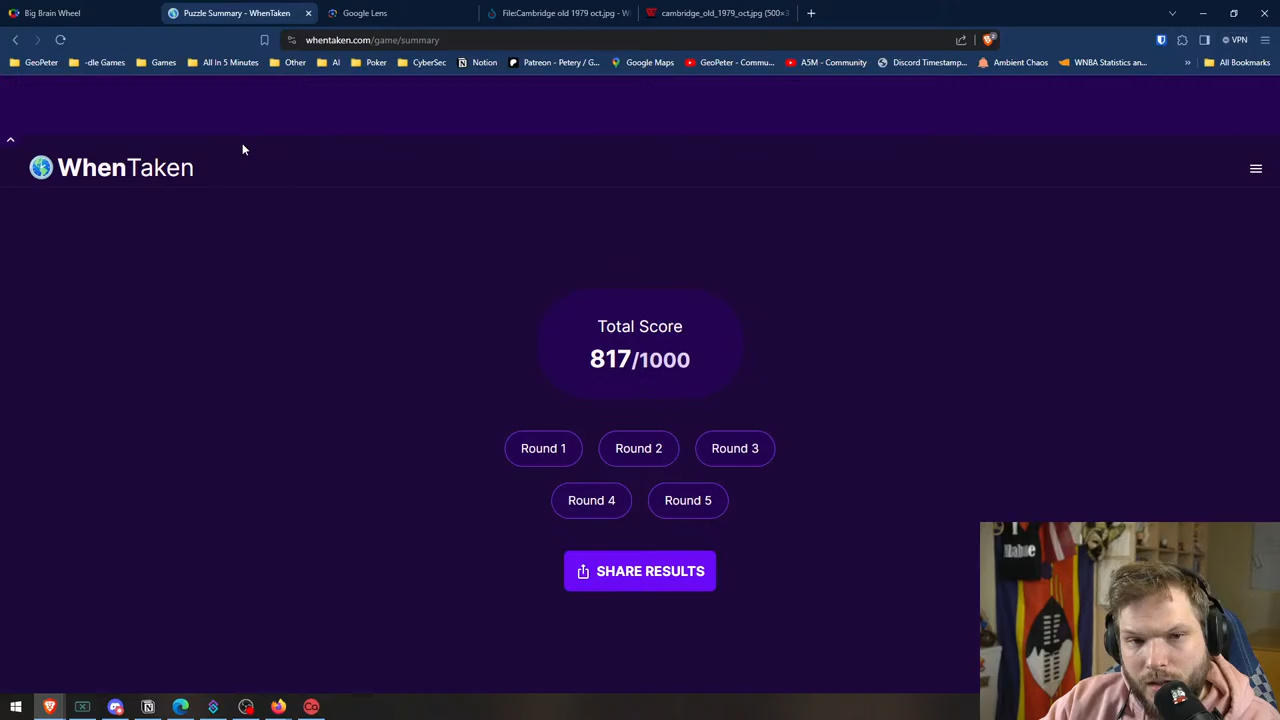 Big Brain Wheel
Puzzle Summary - WhenTaken
Google Lens
File:Cambridge old 1979 oct.jpg - W
cambridge_old_1979_oct.jpg (500×3
whentaken.com/game/summary
VPN
GeoPeter
-dle Games
Games
All In 5 Minutes
Other
AI
Poker
CyberSec
Notion
Patreon - Petery / G...
Google Maps
GeoPeter - Commu...
A5M - Community
Discord Timestamp...
Ambient Chaos
WNBA Statistics an...
All Bookmarks
WhenTaken
Total Score
817/1000
Round 1
Round 2
Round 3
Round 4
Round 5
SHARE RESULTS